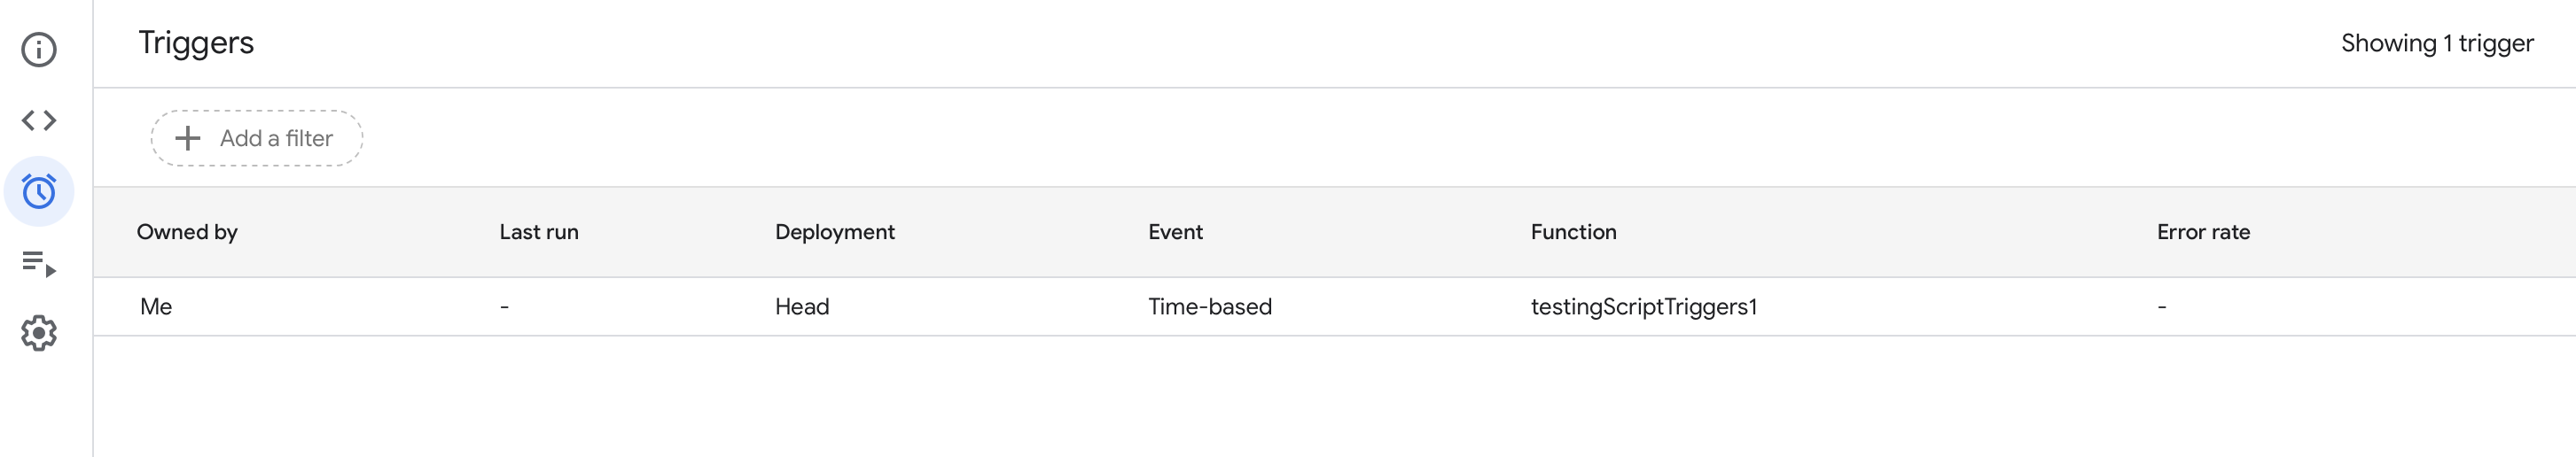 Triggers
Showing 1 trigger
Add a filter
Owned by Last run Deployment Event Function Error rate
Me - Head Time-based testingScriptTriggers1 -